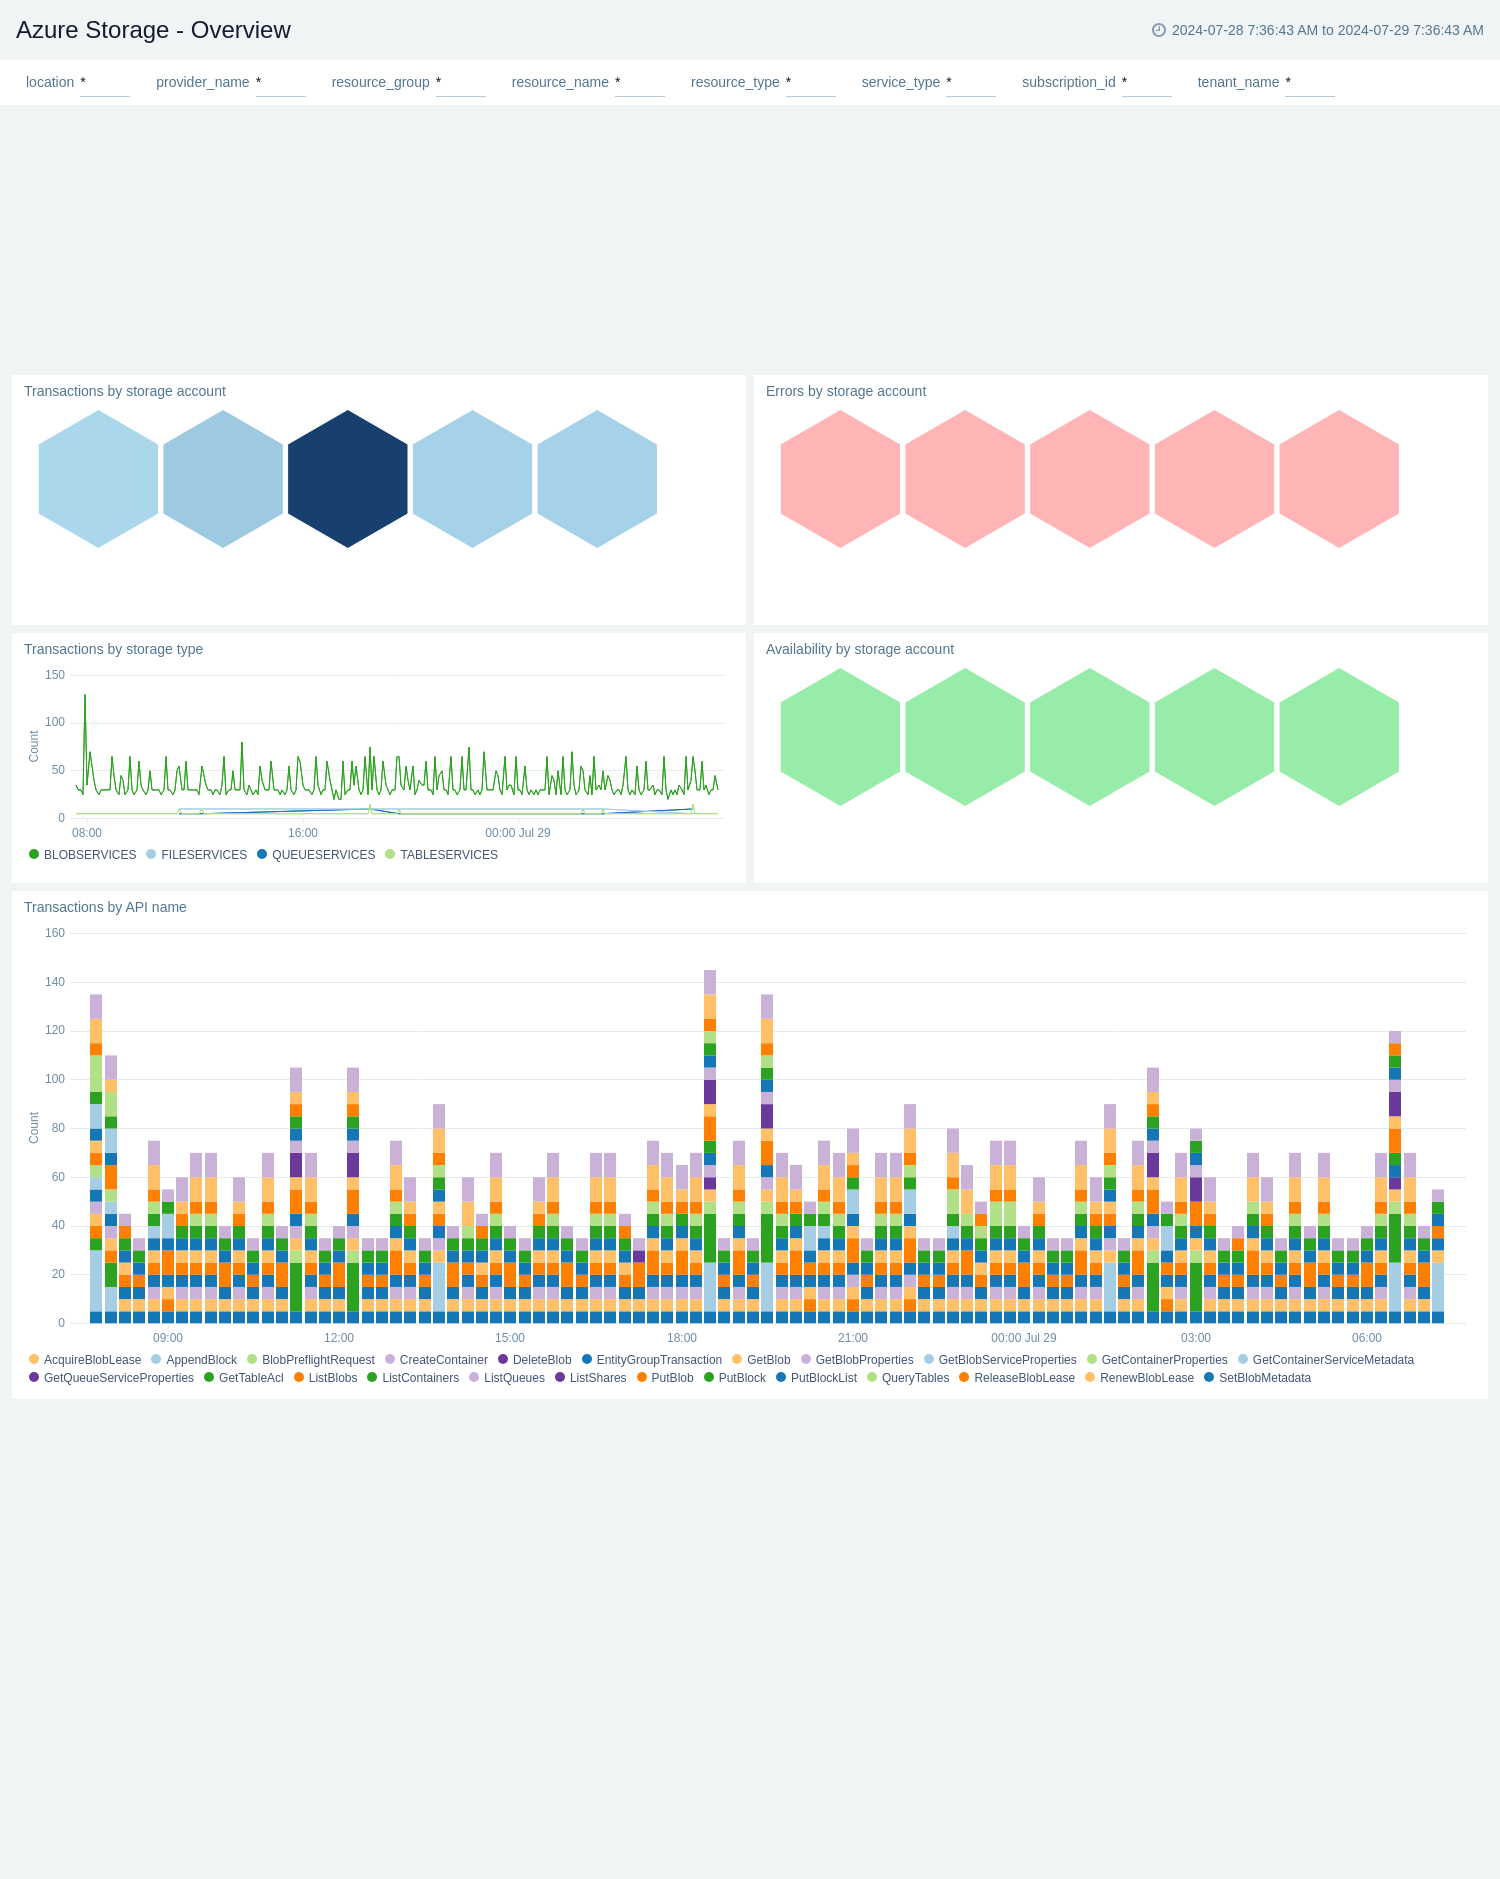 Azure Storage - Overview
2024-07-28 7:36:43 AM to 2024-07-29 7:36:43 AM
location * provider_name * resource_group * resource_name * resource_type * service_type * subscription_id * tenant_name *
Transactions by storage account
Errors by storage account
Transactions by storage type
150
100
50
0
Count
08:00 16:00 00:00 Jul 29
BLOBSERVICES FILESERVICES QUEUESERVICES TABLESERVICES
Availability by storage account
Transactions by API name
160
140
120
100
80
60
40
20
0
Count
09:00 12:00 15:00 18:00 21:00 00:00 Jul 29 03:00 06:00
AcquireBlobLease AppendBlock BlobPreflightRequest CreateContainer DeleteBlob EntityGroupTransaction GetBlob GetBlobProperties GetBlobServiceProperties GetContainerProperties GetContainerServiceMetadata
GetQueueServiceProperties GetTableAcl ListBlobs ListContainers ListQueues ListShares PutBlob PutBlock PutBlockList QueryTables ReleaseBlobLease RenewBlobLease SetBlobMetadata